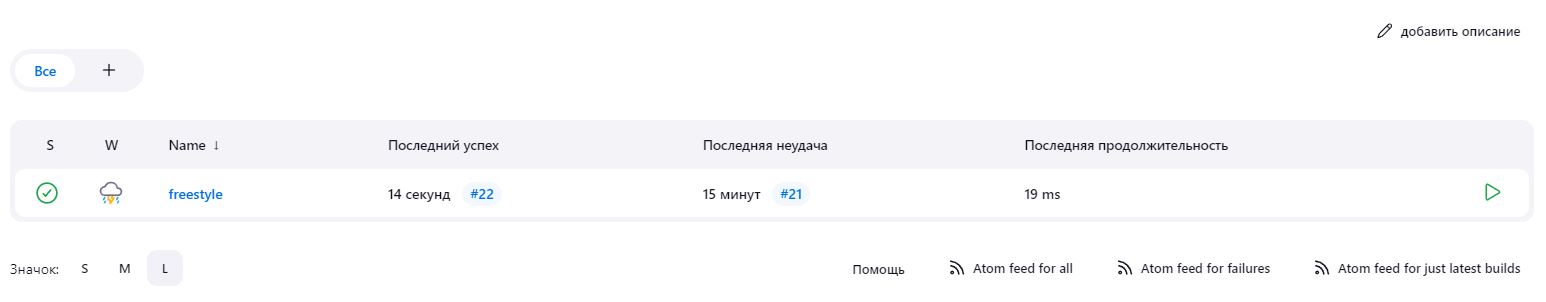 добавить описание
Все +
S W Name ↓ Последний успех Последняя неудача Последняя продолжительность
freestyle 14 секунд #22 15 минут #21 19 ms
Значок: S M L Помощь Atom feed for all Atom feed for failures Atom feed for just latest builds